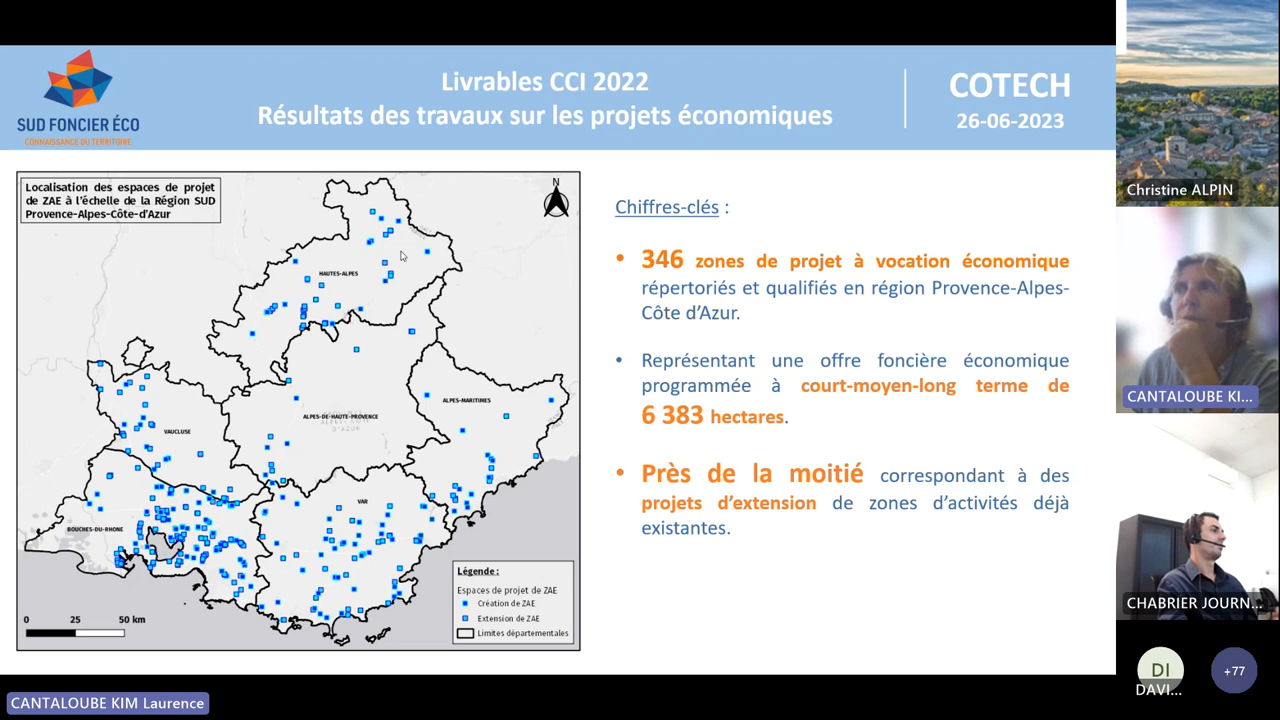 SUD FONCIER ÉCO
CONNAISSANCE DU TERRITOIRE
Livrables CCI 2022
Résultats des travaux sur les projets économiques
COTECH
26-06-2023
Localisation des espaces de projet
de ZAE à l'échelle de la Région SUD
Provence-Alpes-Côte-d'Azur
N
HAUTES-ALPES
ALPES-MARITIMES
ALPES-DE-HAUTE-PROVENCE
VAUCLUSE
VAR
BOUCHES-DU-RHONE
0 25 50 km
Légende :
Espaces de projet de ZAE
Création de ZAE
Extension de ZAE
Limites départementales
Chiffres-clés :
• 346 zones de projet à vocation économique
répertoriés et qualifiés en région Provence-Alpes-
Côte d'Azur.
• Représentant une offre foncière économique
programmée à court-moyen-long terme de
6 383 hectares.
• Près de la moitié correspondant à des
projets d'extension de zones d'activités déjà
existantes.
Christine ALPIN
CANTALOUBE KI...
CHABRIER JOURN...
DI
DAVI...
+77
CANTALOUBE KIM Laurence